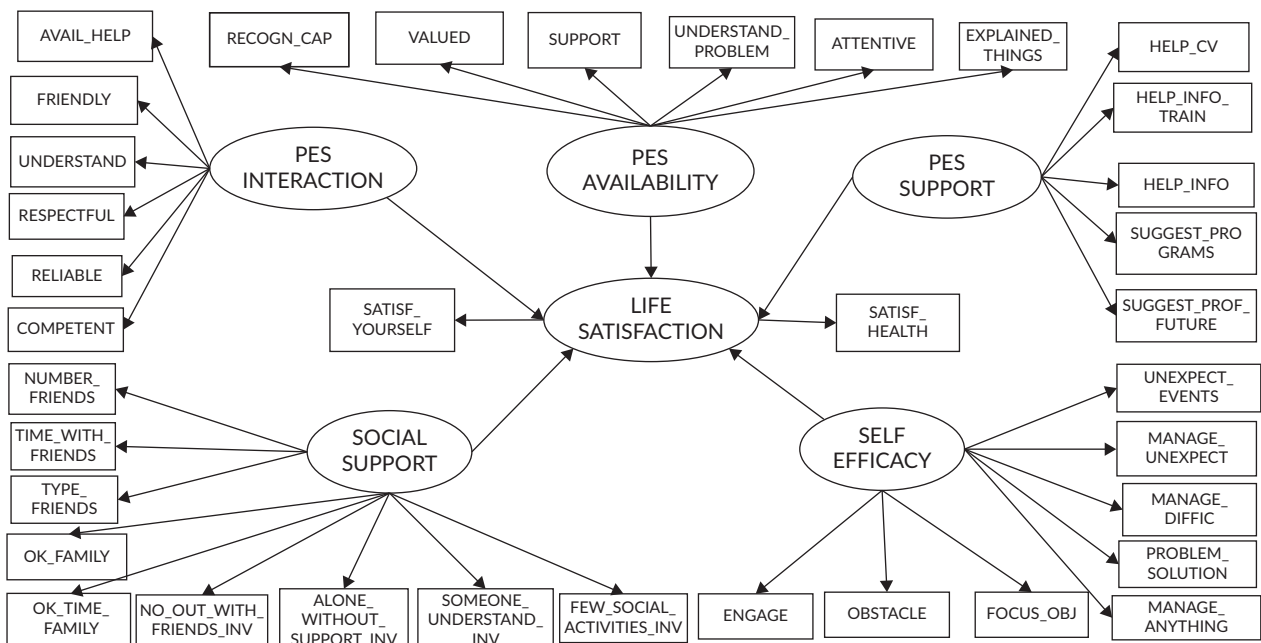 AVAIL_HELP
RECOGN_CAP
VALUED
SUPPORT
UNDERSTAND_
PROBLEM
ATTENTIVE
EXPLAINED_
THINGS
HELP_CV
FRIENDLY
HELP_INFO_
TRAIN
UNDERSTAND
PES
INTERACTION
PES
AVAILABILITY
PES
SUPPORT
HELP_INFO
RESPECTFUL
SUGGEST_PRO
GRAMS
RELIABLE
SUGGEST_PROF_
FUTURE
COMPETENT
SATISF_
YOURSELF
LIFE
SATISFACTION
SATISF_
HEALTH
NUMBER_
FRIENDS
UNEXPECT_
EVENTS
TIME_WITH_
FRIENDS
SOCIAL
SUPPORT
SELF
EFFICACY
MANAGE_
UNEXPECT
TYPE_
FRIENDS
MANAGE_
DIFFIC
OK_FAMILY
PROBLEM_
SOLUTION
OK_TIME_
FAMILY
NO_OUT_WITH_
FRIENDS_INV
ALONE_
WITHOUT_
SUPPORT_INV
SOMEONE_
UNDERSTAND_
INV
FEW_SOCIAL_
ACTIVITIES_INV
ENGAGE
OBSTACLE
FOCUS_OBJ
MANAGE_
ANYTHING